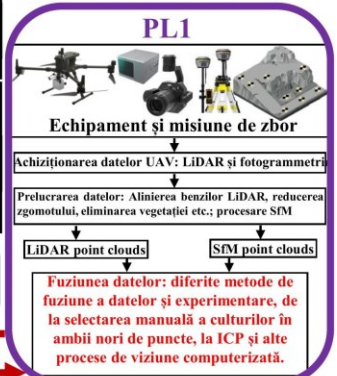 PL1
Echipament și misiune de zbor
Achiziționarea datelor UAV: LiDAR și fotogrammetri
Prelucrarea datelor: Alinierea benzilor LiDAR, reducerea
zgomotului, eliminarea vegetației etc.; procesare SfM
LiDAR point clouds
SfM point clouds
Fuziunea datelor: diferite metode de
fuziune a datelor și experimentare, de
la selectarea manuală a culturilor în
ambii nori de puncte, la ICP și alte
procese de viziune computerizată.